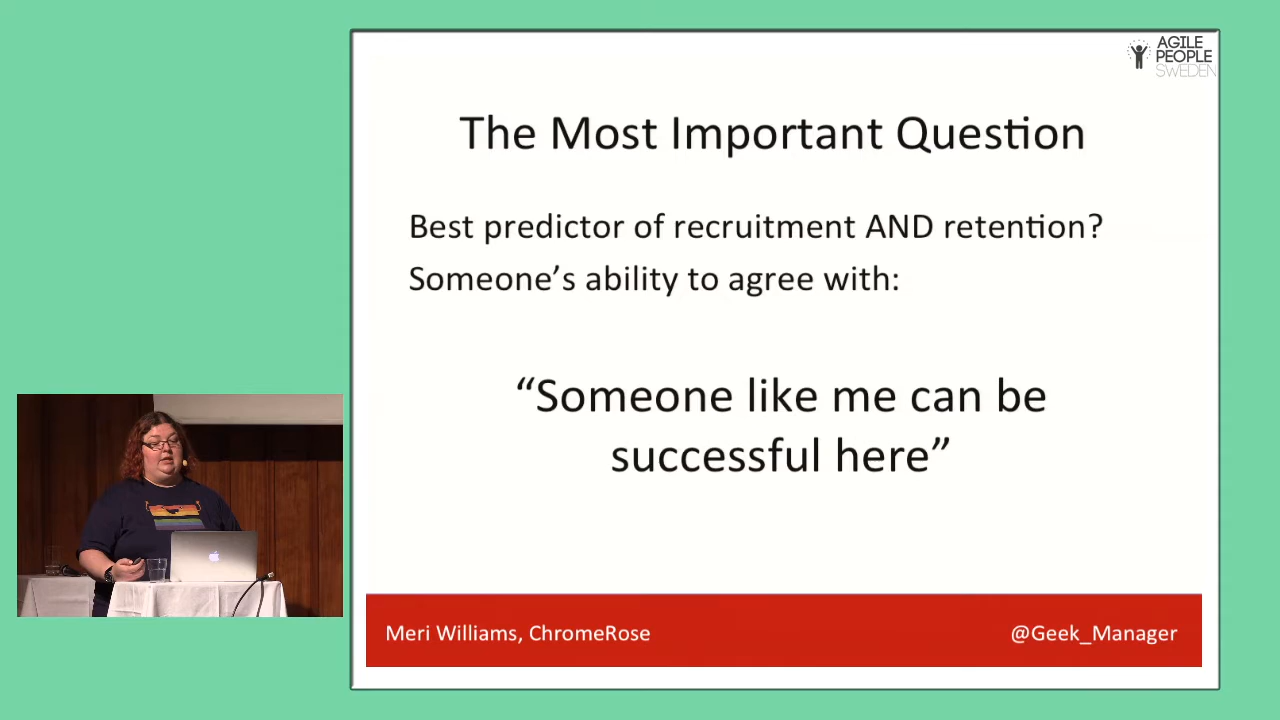 AGILE
PEOPLE
SWEDEN
The Most Important Question
Best predictor of recruitment AND retention?
Someone’s ability to agree with:
“Someone like me can be
successful here”
Meri Williams, ChromeRose
@Geek_Manager